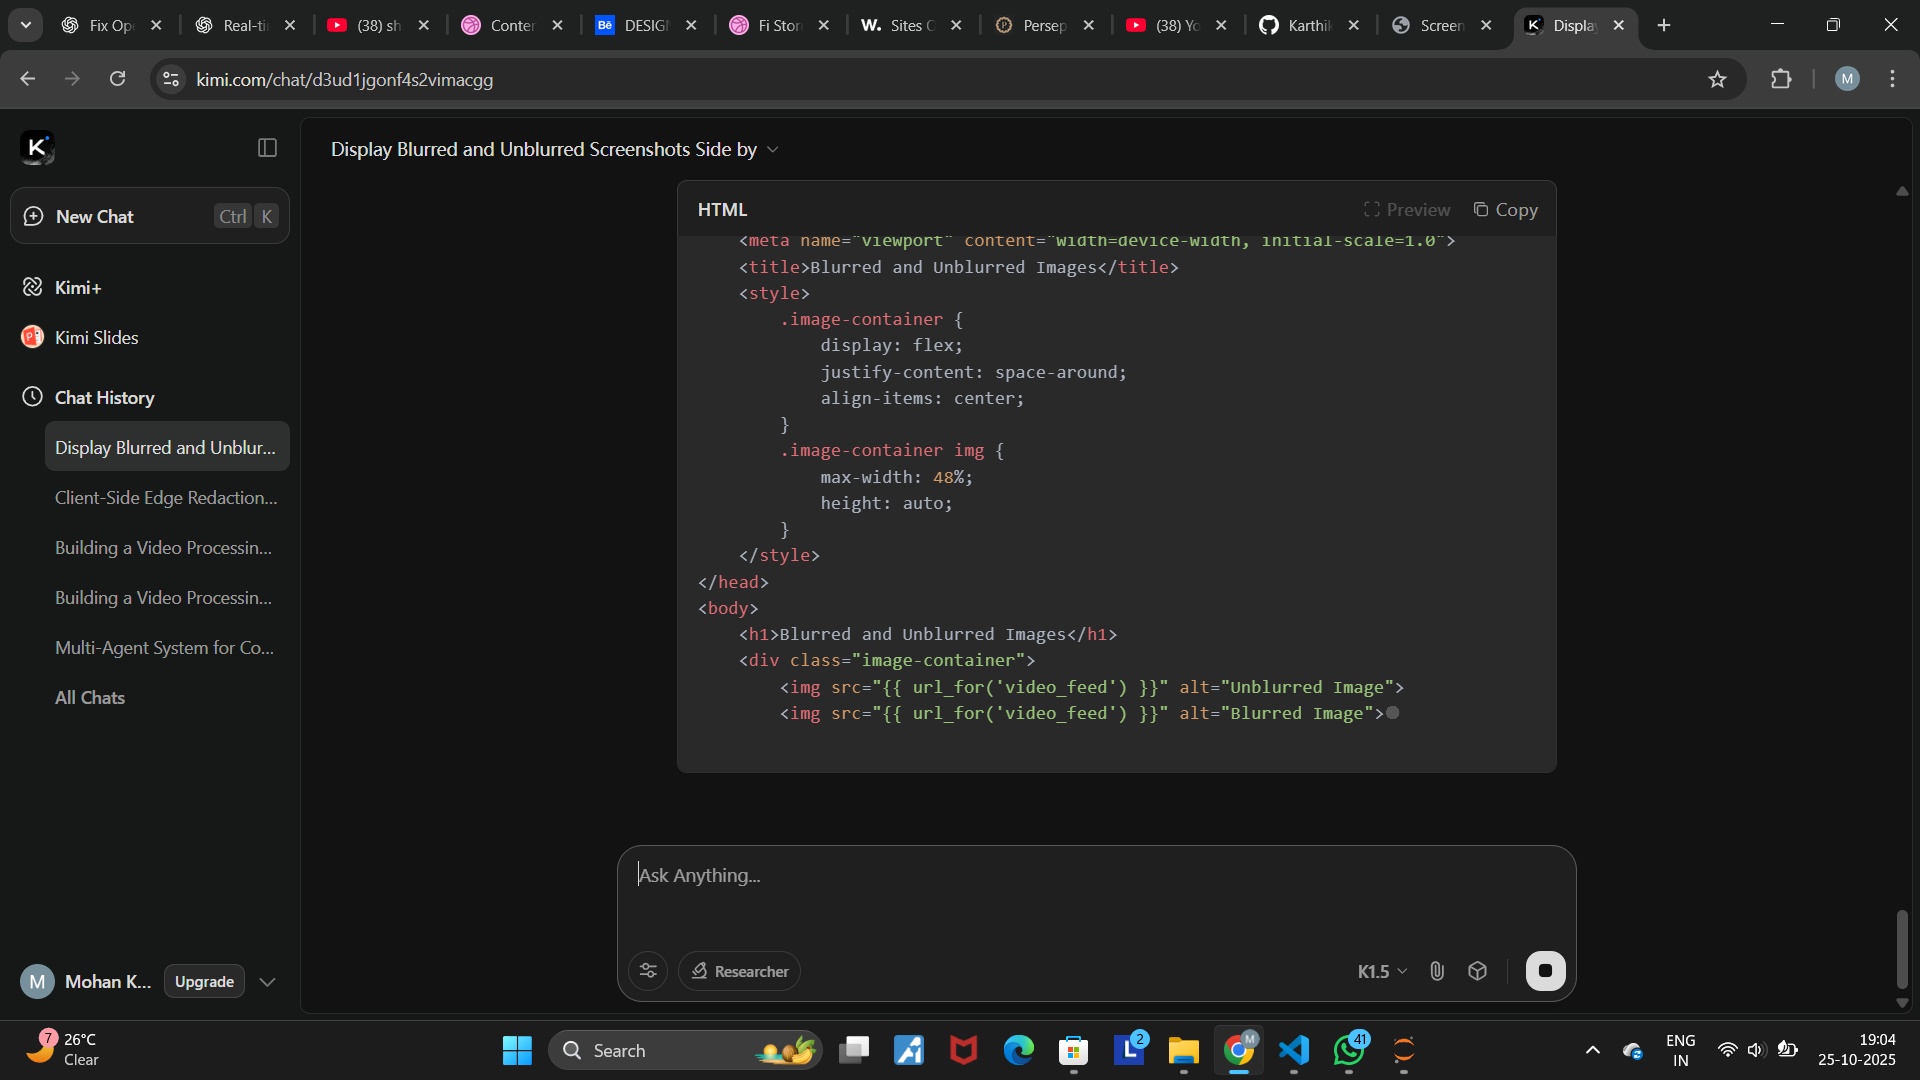 Fix Op
Real-ti
(38) sh
Conter
Bē
DESIG
Fi Stor
W.
Sites
Persep
(38) Yo
Karthik
Screen
Display
kimi.com/chat/d3ud1jgonf4s2vimacgg
M
K
Display Blurred and Unblurred Screenshots Side by
New Chat
Ctrl K
Kimi+
Kimi Slides
Chat History
Display Blurred and Unblur...
Client-Side Edge Redaction...
Building a Video Processin...
Building a Video Processin...
Multi-Agent System for Co...
All Chats
HTML
Preview
Copy
<meta name="viewport" content="width=device-width, initial-scale=1.0">
<title>Blurred and Unblurred Images</title>
<style>
.image-container {
display: flex;
justify-content: space-around;
align-items: center;
}
.image-container img {
max-width: 48%;
height: auto;
}
</style>
</head>
<body>
<h1>Blurred and Unblurred Images</h1>
<div class="image-container">
<img src="{{ url_for('video_feed') }}" alt="Unblurred Image">
<img src="{{ url_for('video_feed') }}" alt="Blurred Image">
Ask Anything...
Researcher
K1.5
M
Mohan K...
Upgrade
7
26°C
Clear
Search
L
2
M
41
ENG
IN
19:04
25-10-2025